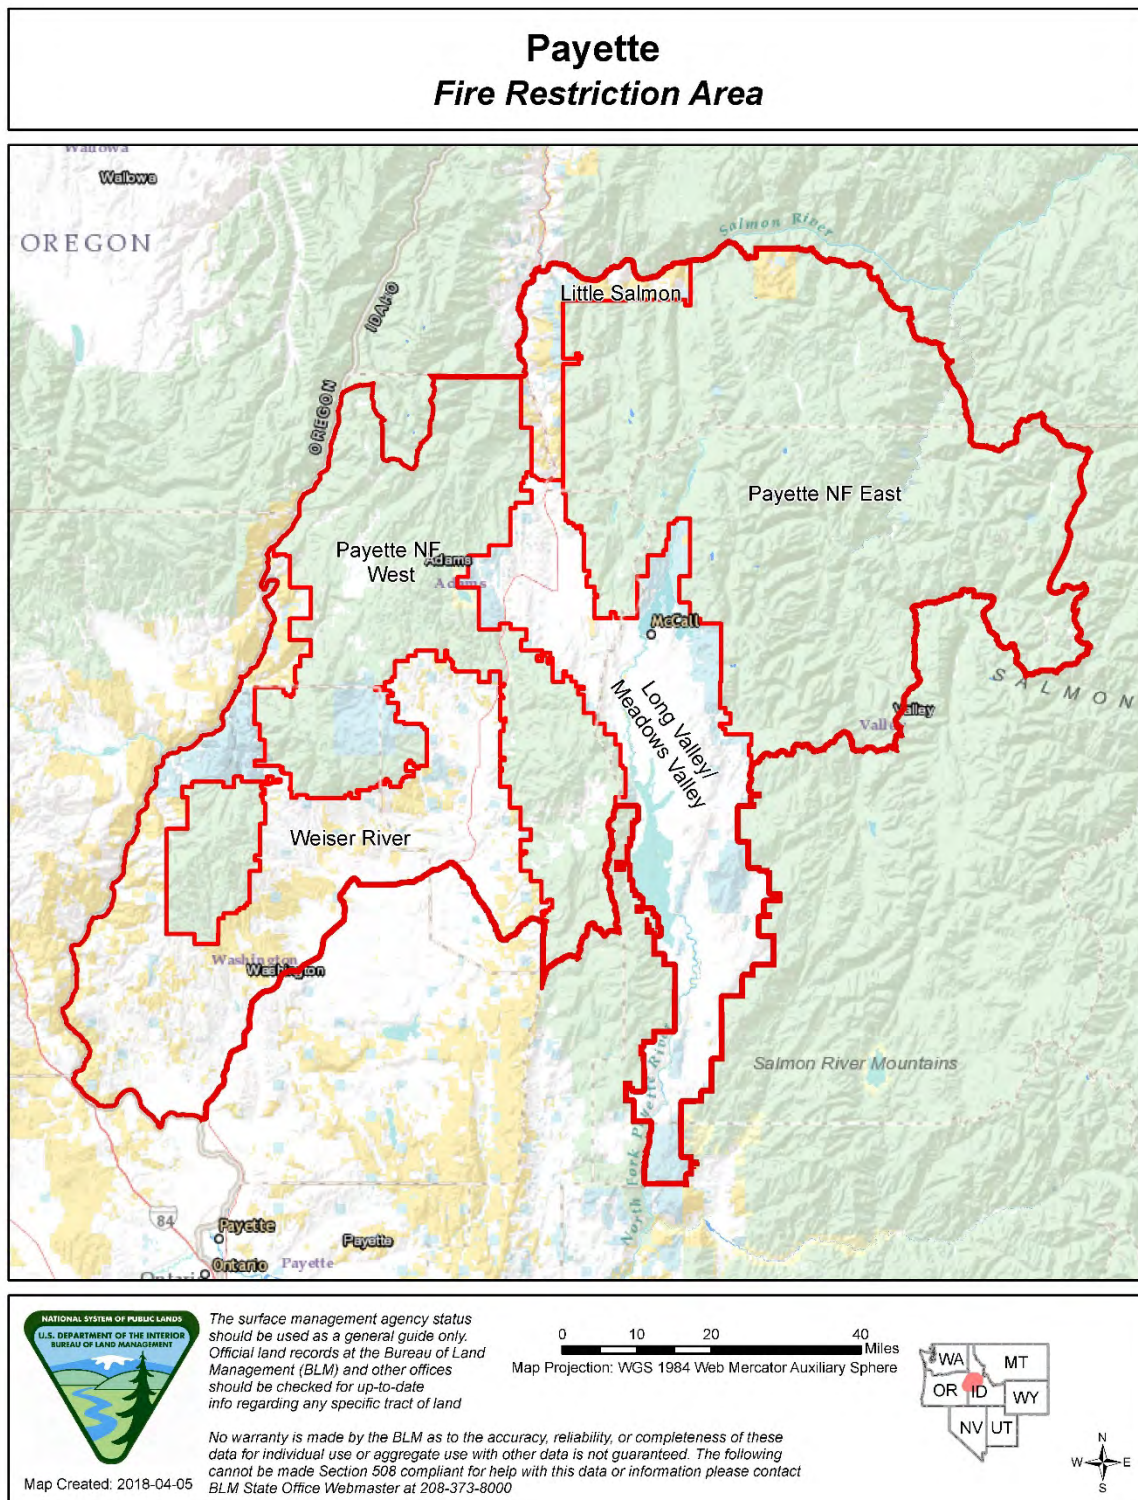 Payette
Fire Restriction Area
Wallowa
Wallowa
OREGON
Salmon River
IDAHO
Little Salmon
OREGON
Payette NF East
Payette NF
West
Adams
Adams
McCall
SALMON
Long Valley/
Meadows Valley
Valley
Valley
Weiser River
Washington
Washington
Salmon River Mountains
North Fork Payette River
84
Payette
Payette
Ontario
Payette
Ontario
NATIONAL SYSTEM OF PUBLIC LANDS
U.S. DEPARTMENT OF THE INTERIOR
BUREAU OF LAND MANAGEMENT
Map Created: 2018-04-05
The surface management agency status
should be used as a general guide only.
Official land records at the Bureau of Land
Management (BLM) and other offices
should be checked for up-to-date
info regarding any specific tract of land
No warranty is made by the BLM as to the accuracy, reliability, or completeness of these
data for individual use or aggregate use with other data is not guaranteed. The following
cannot be made Section 508 compliant for help with this data or information please contact
BLM State Office Webmaster at 208-373-8000
0 10 20 40
Miles
Map Projection: WGS 1984 Web Mercator Auxiliary Sphere
WA MT
OR ID WY
NV UT
N
W E
S